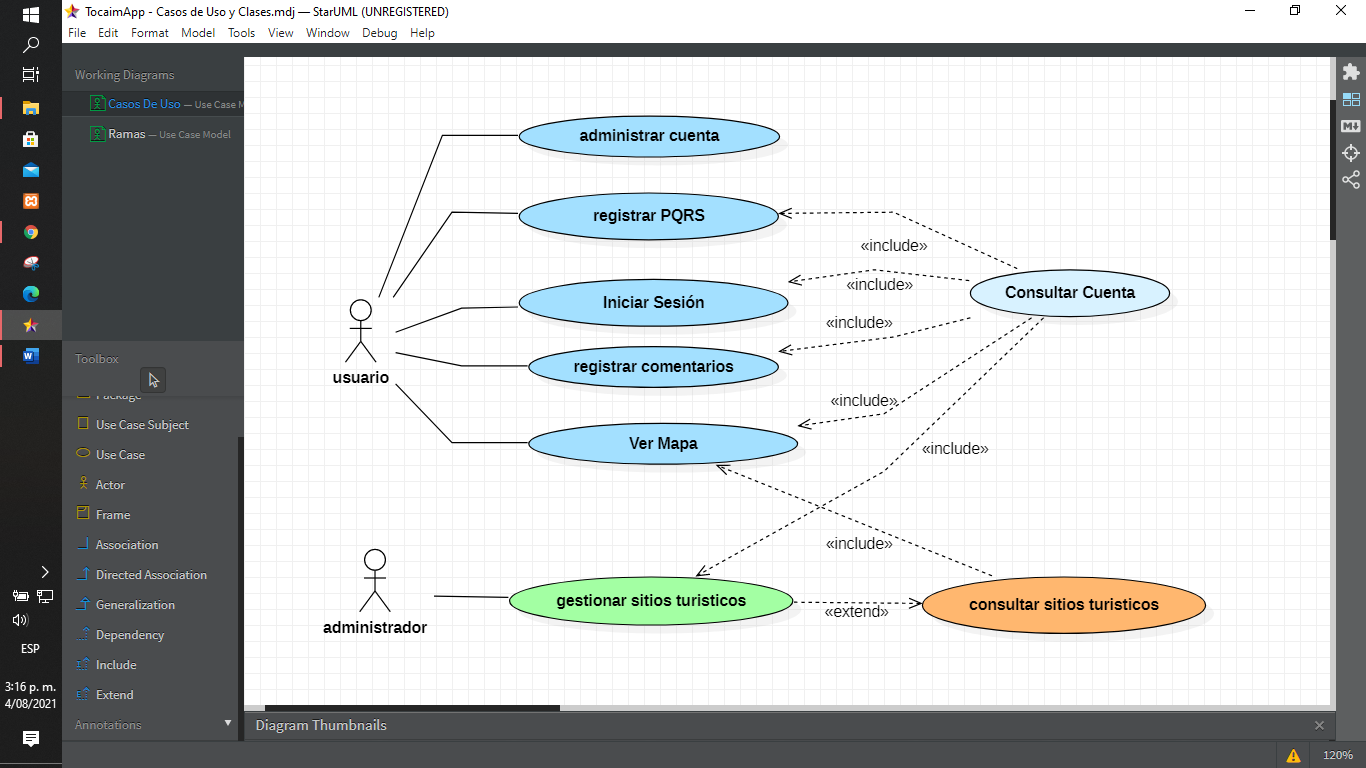 TocaimApp - Casos de Uso y Clases.mdj — StarUML (UNREGISTERED)
File Edit Format Model Tools View Window Debug Help
Working Diagrams
Casos De Uso — Use Case M
Ramas — Use Case Model
administrar cuenta
registrar PQRS
«include»
Iniciar Sesión
«include»
Consultar Cuenta
«include»
registrar comentarios
usuario
«include»
Ver Mapa
«include»
«include»
gestionar sitios turisticos
«extend»
consultar sitios turisticos
administrador
Toolbox
Package
Use Case Subject
Use Case
Actor
Frame
Association
Directed Association
Generalization
Dependency
Include
Extend
Annotations
Diagram Thumbnails
ESP
3:16 p. m.
4/08/2021
120%